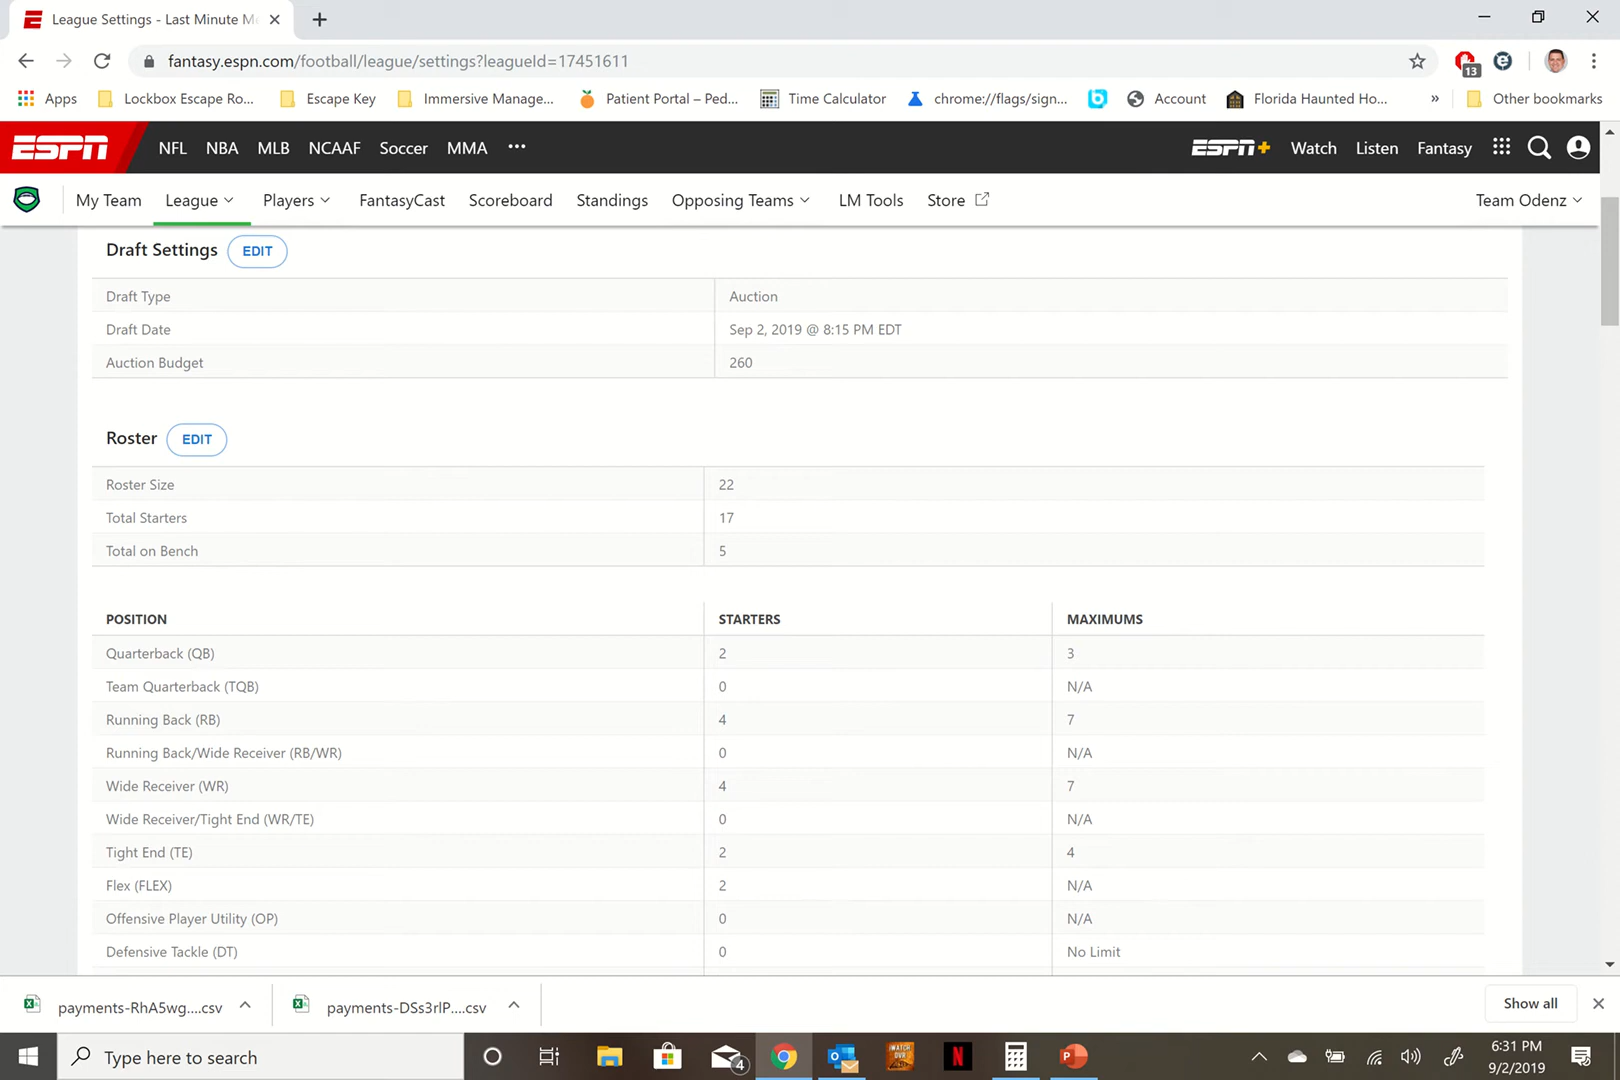 League Settings - Last Minute M
fantasy.espn.com/football/league/settings?leagueId=17451611
13
Apps Lockbox Escape Ro... Escape Key Immersive Manage... Patient Portal – Ped... Time Calculator chrome://flags/sign... Account Florida Haunted Ho... » Other bookmarks
ESPN NFL NBA MLB NCAAF Soccer MMA ••• ESPN+ Watch Listen Fantasy
My Team League Players FantasyCast Scoreboard Standings Opposing Teams LM Tools Store Team Odenz
Draft Settings EDIT
Draft Type Auction
Draft Date Sep 2, 2019 @ 8:15 PM EDT
Auction Budget 260
Roster EDIT
Roster Size 22
Total Starters 17
Total on Bench 5
POSITION STARTERS MAXIMUMS
Quarterback (QB) 2 3
Team Quarterback (TQB) 0 N/A
Running Back (RB) 4 7
Running Back/Wide Receiver (RB/WR) 0 N/A
Wide Receiver (WR) 4 7
Wide Receiver/Tight End (WR/TE) 0 N/A
Tight End (TE) 2 4
Flex (FLEX) 2 N/A
Offensive Player Utility (OP) 0 N/A
Defensive Tackle (DT) 0 No Limit
payments-RhA5wg....csv payments-DSs3rlP....csv Show all
Type here to search 4 6:31 PM
9/2/2019